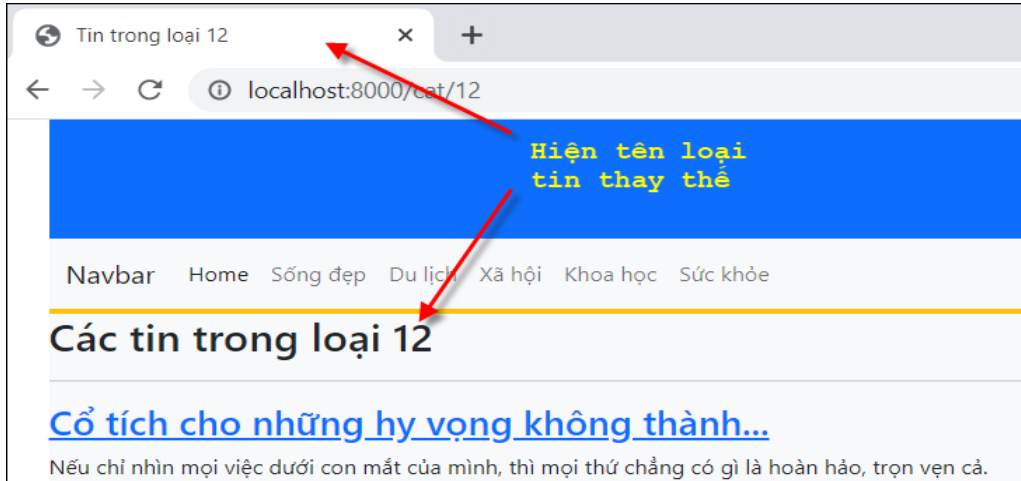 Tin trong loại 12
localhost:8000/cat/12
Hiện tên loại
tin thay thế
Navbar Home Sống đẹp Du lịch Xã hội Khoa học Sức khỏe
Các tin trong loại 12
Cổ tích cho những hy vọng không thành...
Nếu chỉ nhìn mọi việc dưới con mắt của mình, thì mọi thứ chẳng có gì là hoàn hảo, trọn vẹn cả.